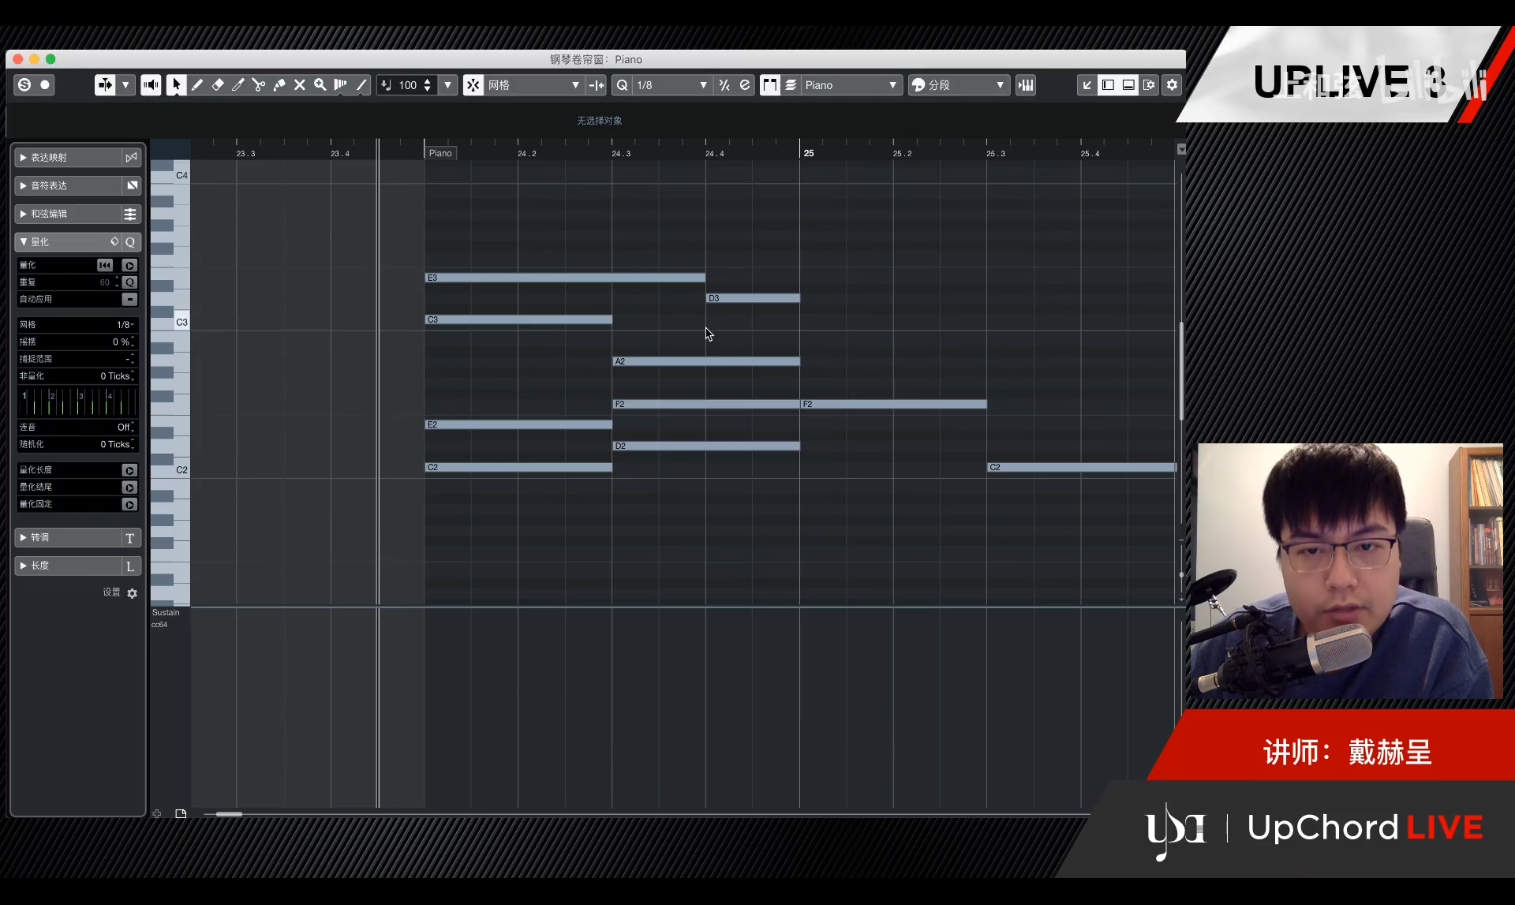 钢琴卷帘窗：Piano
100
网格
1/8
Piano
分段
无选择对象
UPLIVE 3
上和弦
bilibili
表达映射
音符表达
和弦编辑
量化
Q
量化
重复
60
Q
自动应用
网格
1/8
摇摆
0 %
捕捉范围
-
非量化
0 Ticks
1 2 3 4
连音
Off
随机化
0 Ticks
量化长度
量化结尾
量化固定
转调
T
长度
L
设置
23.3
23.4
Piano
24.2
24.3
24.4
25
25.2
25.3
25.4
C4
C3
C2
E3
D3
C3
A2
F2
F2
E2
D2
C2
C2
Sustain
cc64
讲师：戴赫呈
UpChord LIVE